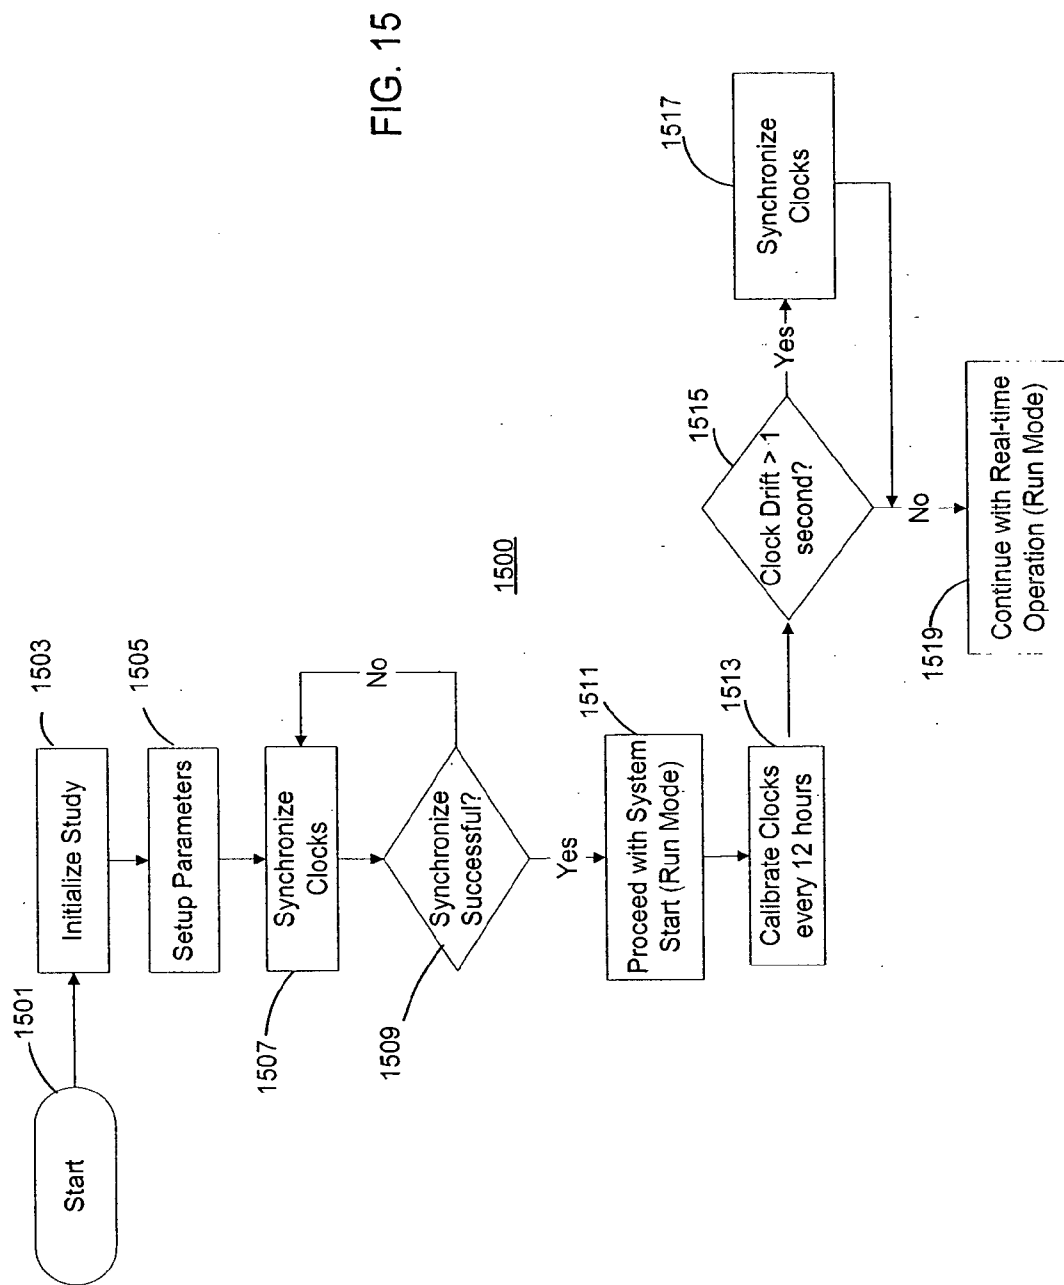 FIG. 15
1500
1501
Start
1503
Initialize Study
1505
Setup Parameters
1507
Synchronize
Clocks
No
1509
Synchronize
Successful?
Yes
1511
Proceed with System
Start (Run Mode)
1513
Calibrate Clocks
every 12 hours
1515
Clock Drift > 1
second?
Yes
1517
Synchronize
Clocks
No
1519
Continue with Real-time
Operation (Run Mode)